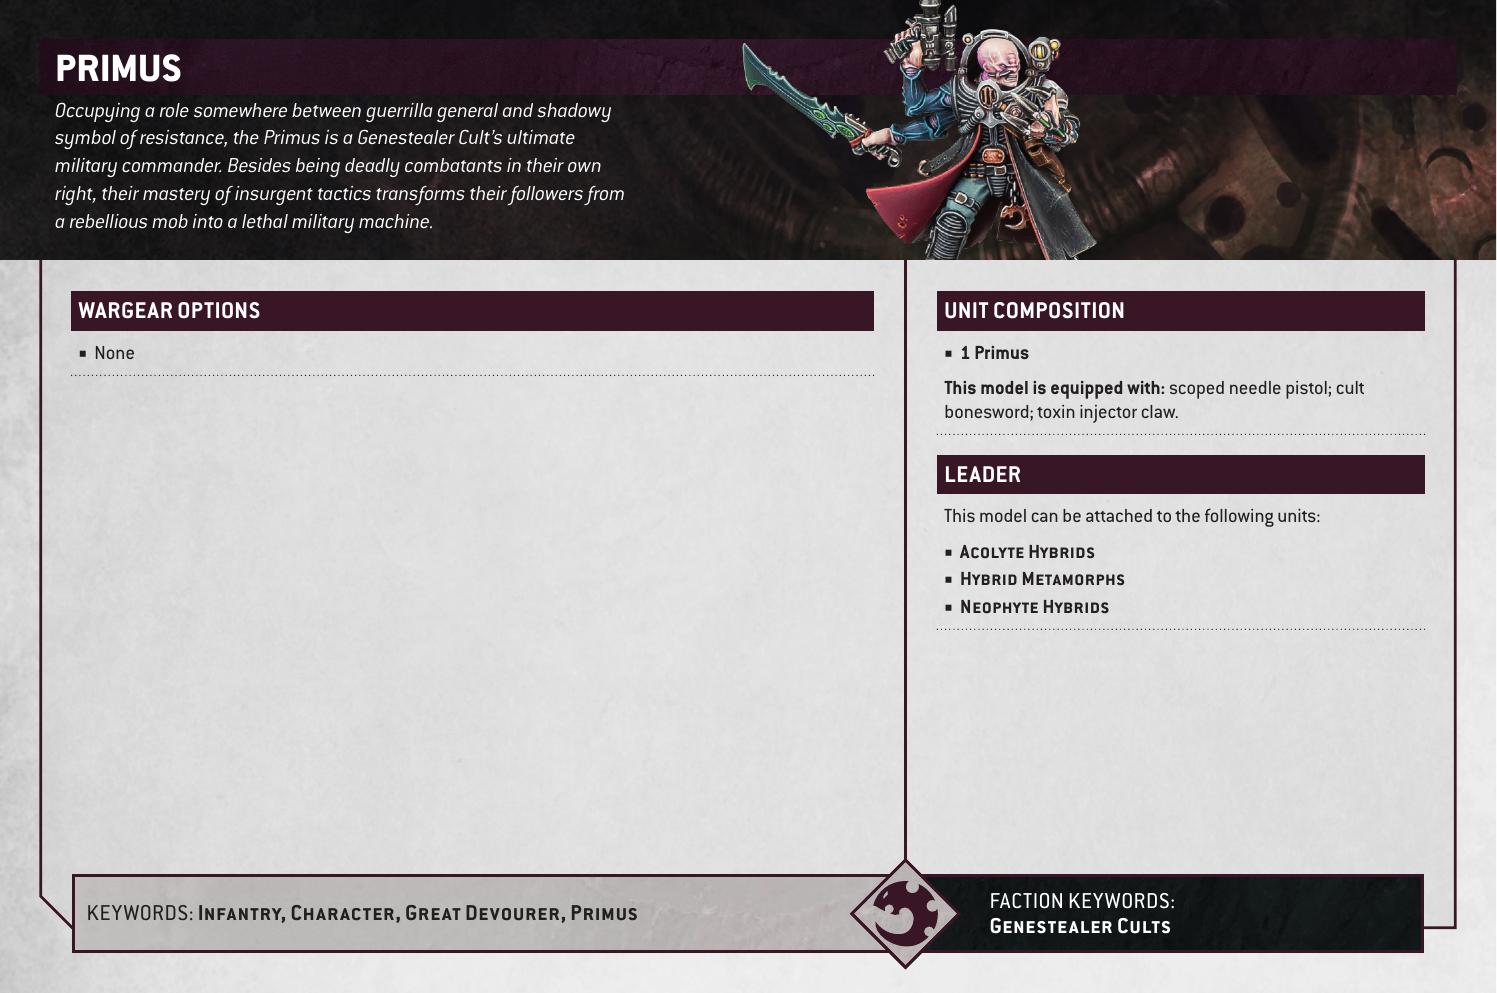 PRIMUS
Occupying a role somewhere between guerrilla general and shadowy
symbol of resistance, the Primus is a Genestealer Cult’s ultimate
military commander. Besides being deadly combatants in their own
right, their mastery of insurgent tactics transforms their followers from
a rebellious mob into a lethal military machine.
WARGEAR OPTIONS
■ None
UNIT COMPOSITION
■ 1 Primus
This model is equipped with: scoped needle pistol; cult
bonesword; toxin injector claw.
LEADER
This model can be attached to the following units:
■ Acolyte Hybrids
■ Hybrid Metamorphs
■ Neophyte Hybrids
KEYWORDS: Infantry, Character, Great Devourer, Primus
FACTION KEYWORDS:
Genestealer Cults